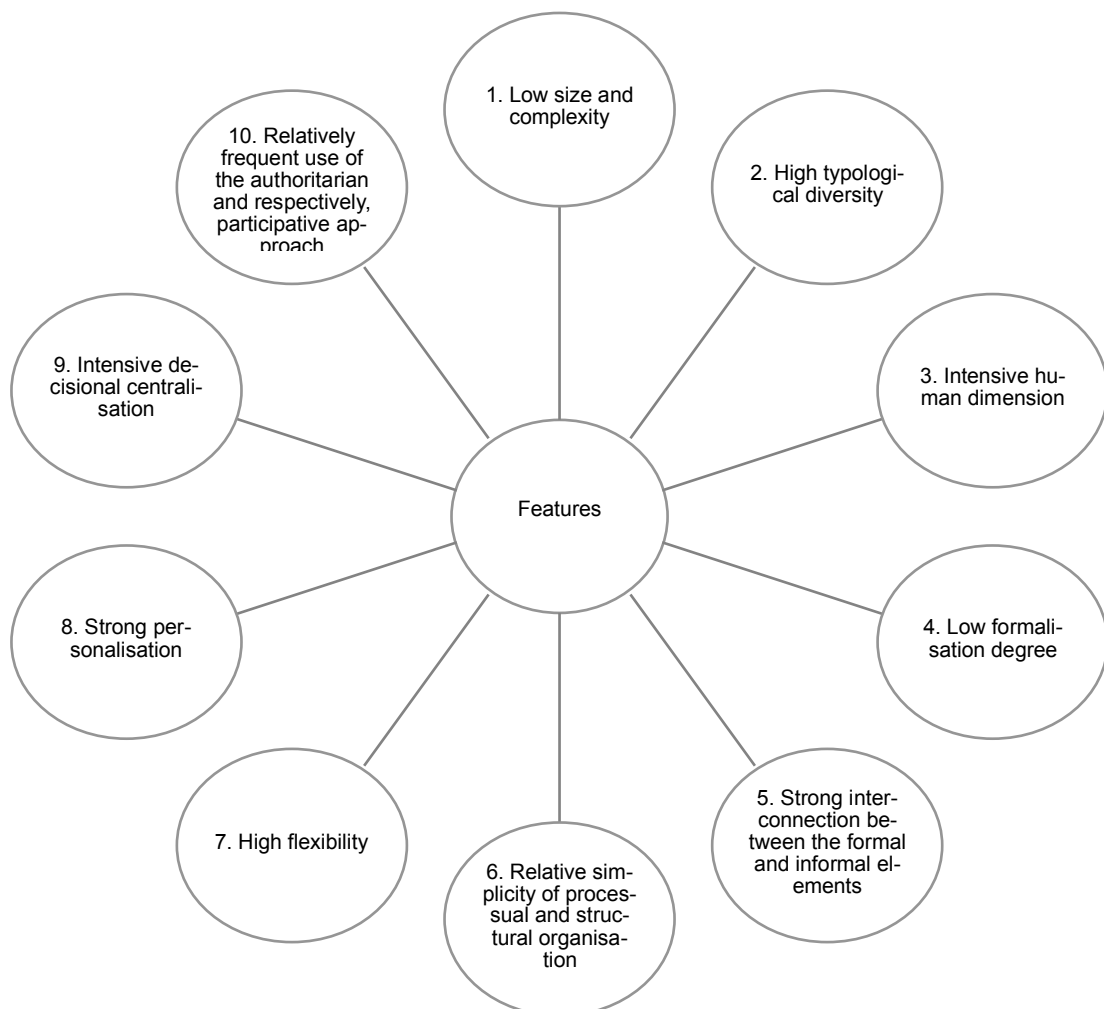 1. Low size and
complexity
2. High typologi-
cal diversity
3. Intensive hu-
man dimension
4. Low formali-
sation degree
5. Strong inter-
connection be-
tween the formal
and informal el-
ements
6. Relative sim-
plicity of proces-
sual and struc-
tural organisa-
tion
7. High flexibility
8. Strong per-
sonalisation
9. Intensive de-
cisional centrali-
sation
10. Relatively
frequent use of
the authoritarian
and respectively,
participative ap-
proach
Features